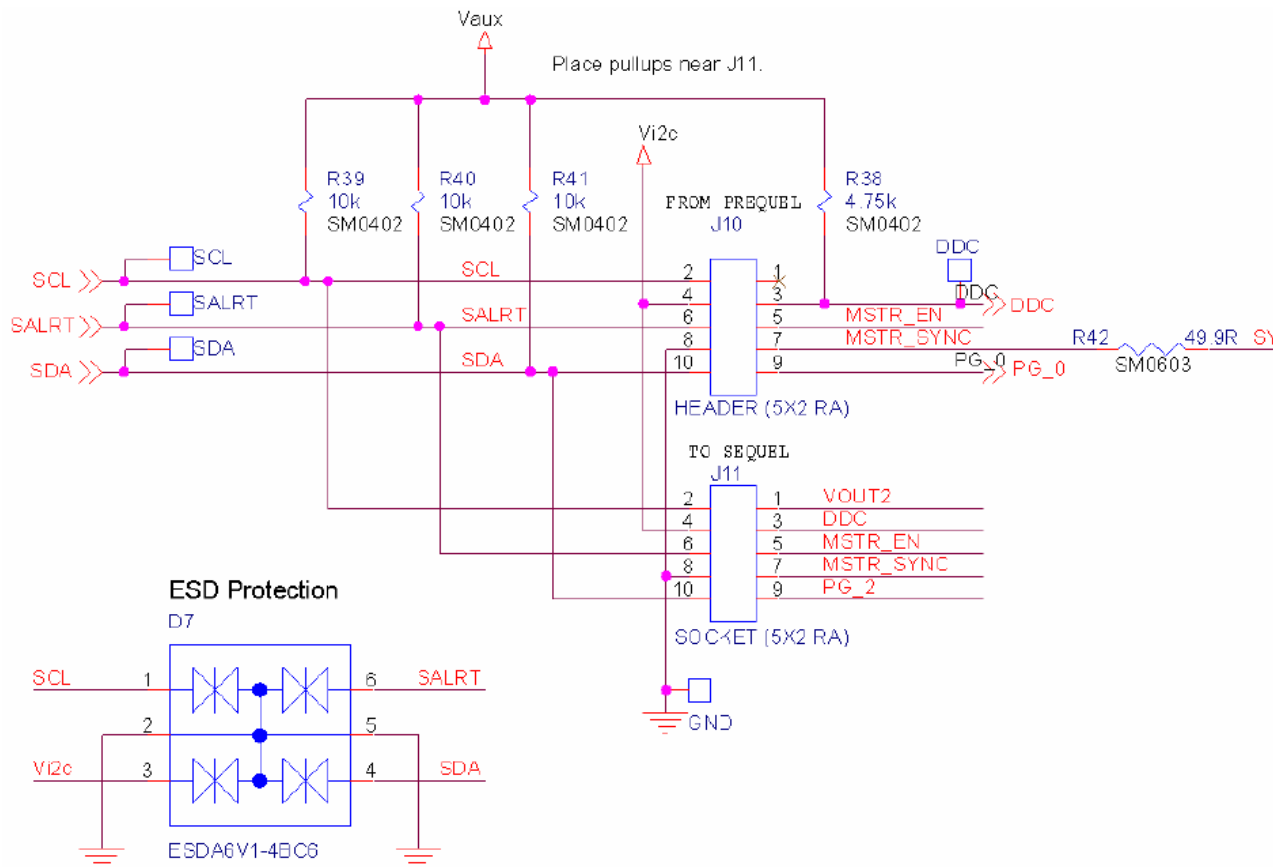 Vaux
Place pullups near J11.
Vi2c
R39
10k
SM0402
R40
10k
SM0402
R41
10k
SM0402
R38
4.75k
SM0402
FROM PREQUEL
J10
SCL
SCL
SCL
2
1
DDC
DDC
DDC
4
3
SALRT
SALRT
SALRT
6
5
MSTR_EN
SDA
SDA
SDA
8
7
MSTR_SYNC
R42
49.9R
SM0603
SY
10
9
PG_0
PG_0
HEADER (5X2 RA)
TO SEQUEL
J11
2
1
VOUT2
4
3
DDC
6
5
MSTR_EN
8
7
MSTR_SYNC
10
9
PG_2
SOCKET (5X2 RA)
GND
ESD Protection
D7
SCL
1
6
SALRT
2
5
Vi2c
3
4
SDA
ESDA6V1-4BC6